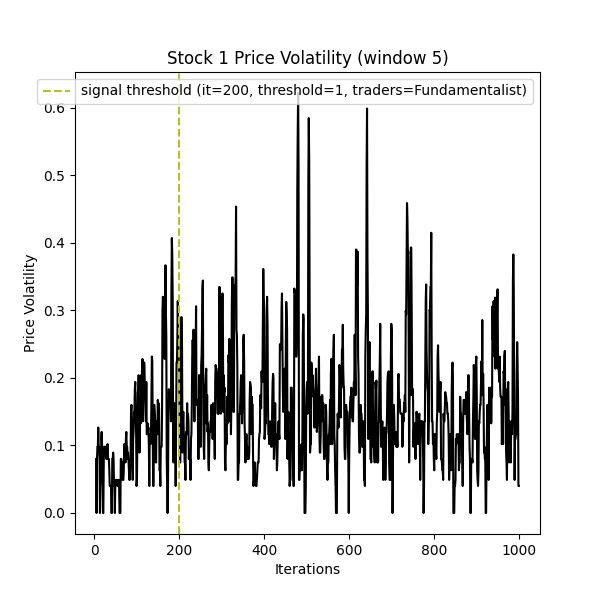 Stock 1 Price Volatility (window 5)
signal threshold (it=200, threshold=1, traders=Fundamentalist)
0.6
0.5
0.4
0.3
0.2
0.1
0.0
Price Volatility
0 200 400 600 800 1000
Iterations